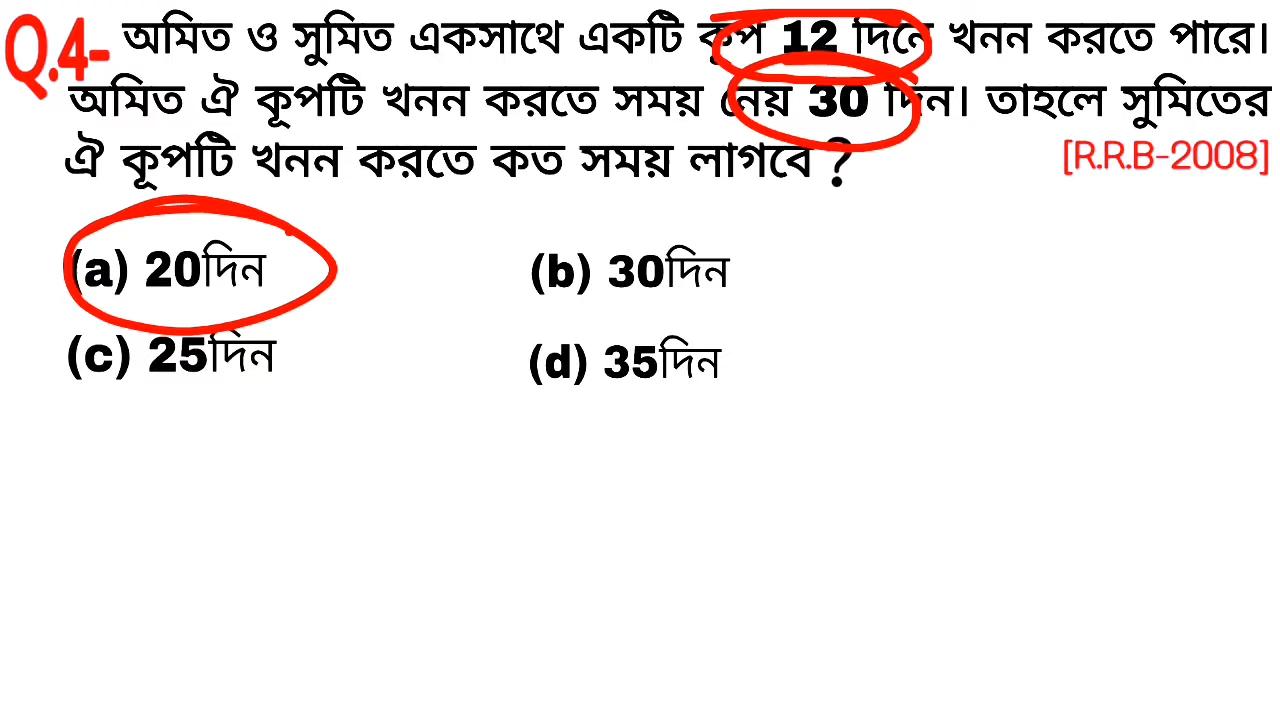 Q.4- অমিত ও সুমিত একসাথে একটি কূপ 12 দিনে খনন করতে পারে।
অমিত ঐ কূপটি খনন করতে সময় নেয় 30 দিন। তাহলে সুমিতের
ঐ কূপটি খনন করতে কত সময় লাগবে ? [R.R.B-2008]
(a) 20দিন (b) 30দিন
(c) 25দিন (d) 35দিন